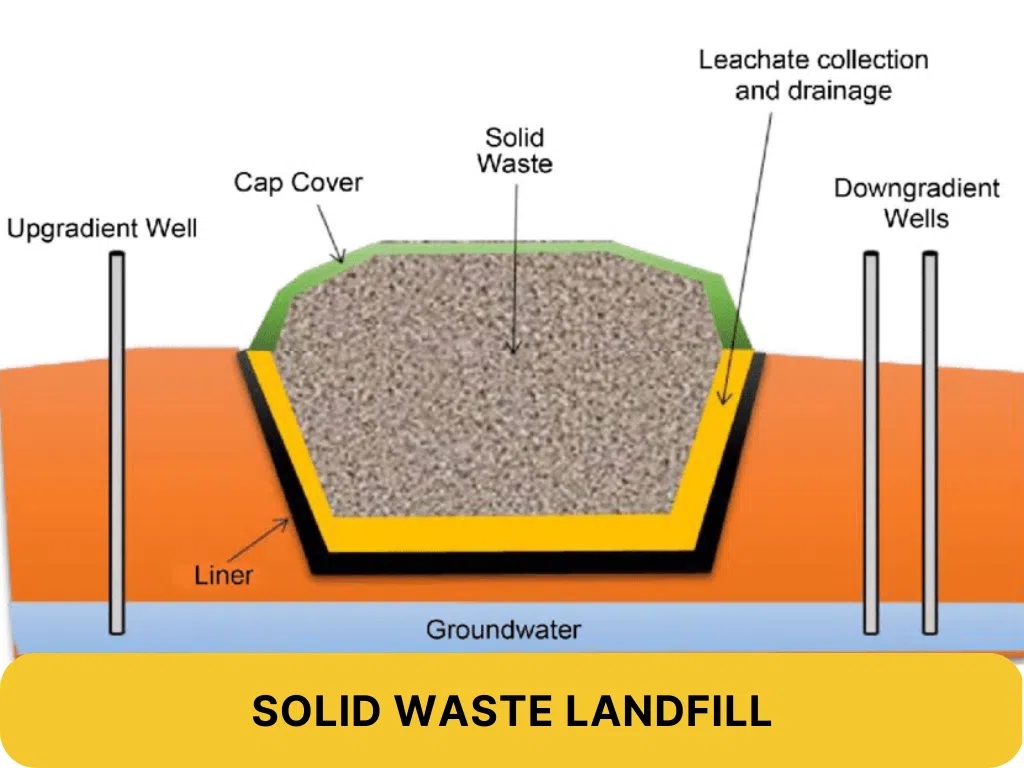 Leachate collection
and drainage
Solid
Waste
Cap Cover
Downgradient
Wells
Upgradient Well
Liner
Groundwater
SOLID WASTE LANDFILL